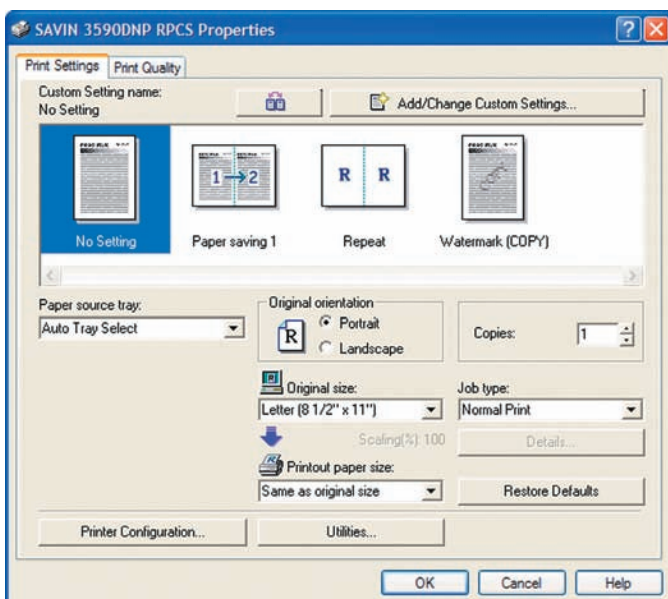 SAVIN 3590DNP RPCS Properties
Print Settings Print Quality
Custom Setting name:
No Setting
Add/Change Custom Settings...
1 2
R R
No Setting Paper saving 1 Repeat Watermark (COPY)
Paper source tray:
Auto Tray Select
Original orientation
R
Portrait
Landscape
Copies: 1
Original size:
Letter (8 1/2" x 11")
Job type:
Normal Print
Scaling(%): 100
Details...
Printout paper size:
Same as original size
Restore Defaults
Printer Configuration... Utilities...
OK Cancel Help